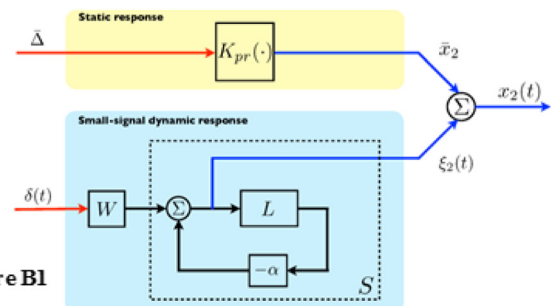 Static response
Δ̄
K_pr(·)
x̄₂
Σ
x₂(t)
Small-signal dynamic response
ξ₂(t)
δ(t)
W
Σ
L
−α
S
re B1